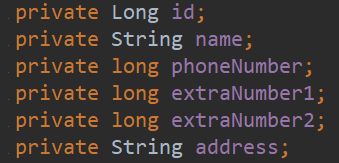 private Long id;
private String name;
private long phoneNumber;
private long extraNumber1;
private long extraNumber2;
private String address;